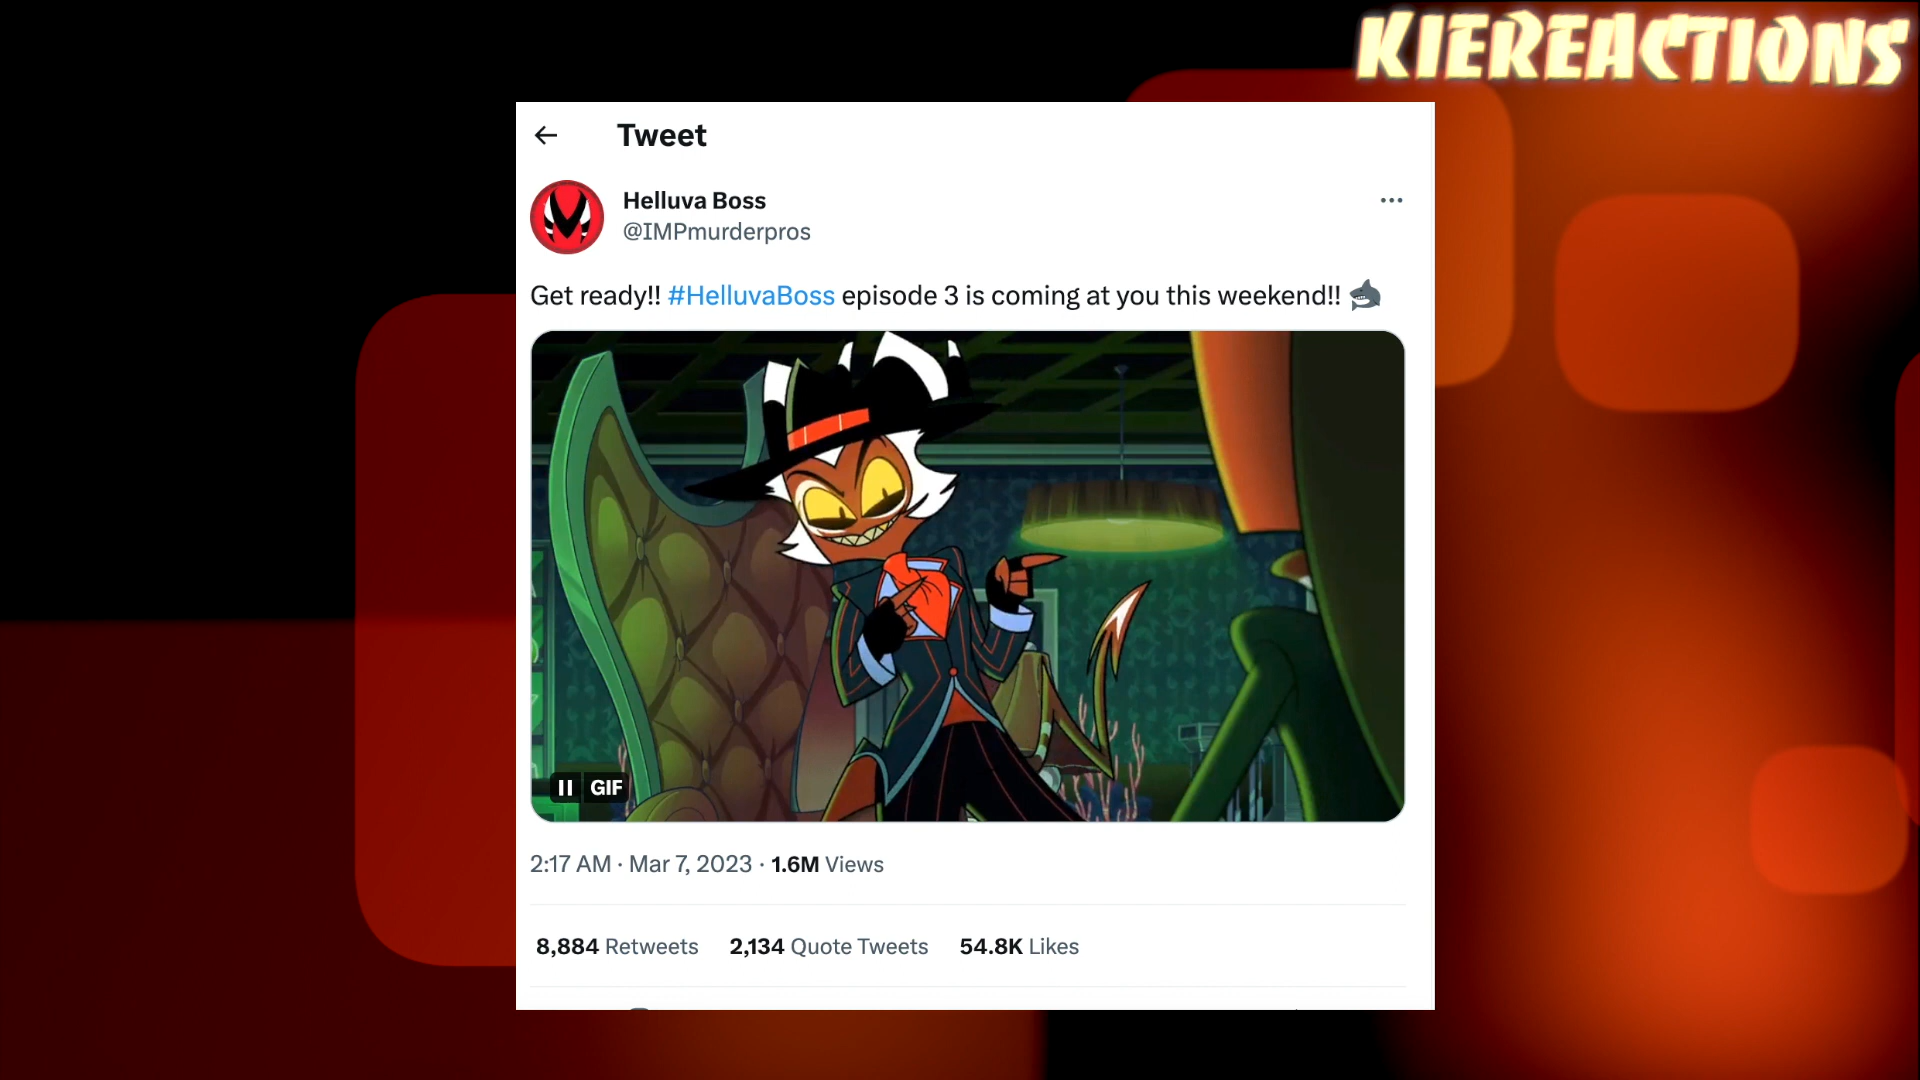 KIEREACTIONS
Tweet
Helluva Boss
@IMPmurderpros
Get ready!! #HelluvaBoss episode 3 is coming at you this weekend!! 🦈
GIF
2:17 AM · Mar 7, 2023 · 1.6M Views
8,884 Retweets 2,134 Quote Tweets 54.8K Likes